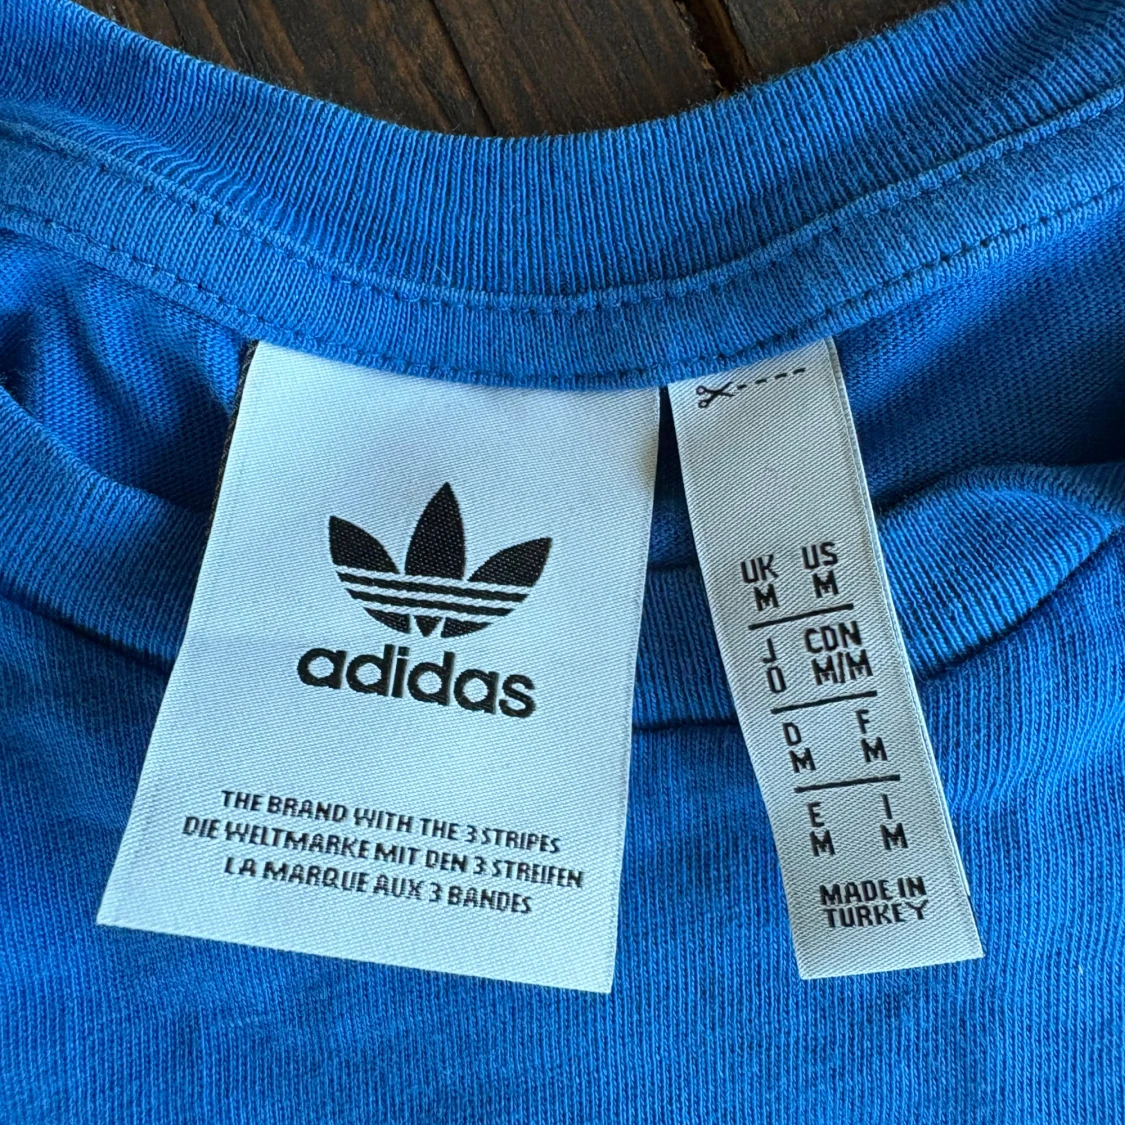 adidas
THE BRAND WITH THE 3 STRIPES
DIE WELTMARKE MIT DEN 3 STREIFEN
LA MARQUE AUX 3 BANDES
UK US
M M
J CDN
O M/M
D F
M M
E I
M M
MADE IN
TURKEY